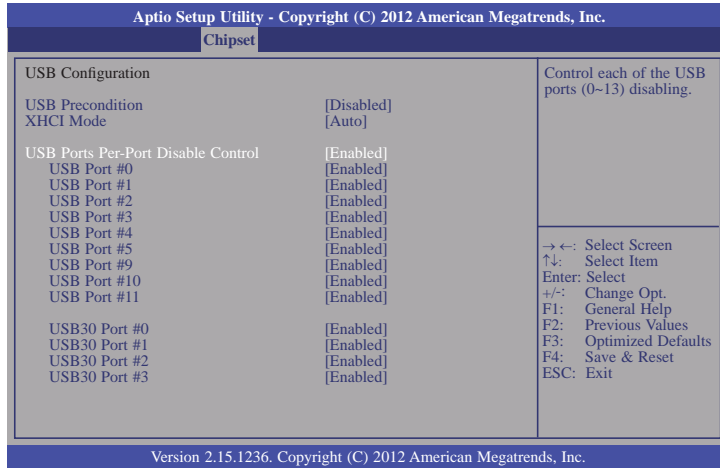 Aptio Setup Utility - Copyright (C) 2012 American Megatrends, Inc.
Chipset
USB Configuration
USB Precondition [Disabled]
XHCI Mode [Auto]
USB Ports Per-Port Disable Control [Enabled]
USB Port #0 [Enabled]
USB Port #1 [Enabled]
USB Port #2 [Enabled]
USB Port #3 [Enabled]
USB Port #4 [Enabled]
USB Port #5 [Enabled]
USB Port #9 [Enabled]
USB Port #10 [Enabled]
USB Port #11 [Enabled]
USB30 Port #0 [Enabled]
USB30 Port #1 [Enabled]
USB30 Port #2 [Enabled]
USB30 Port #3 [Enabled]
Control each of the USB
ports (0~13) disabling.
→←: Select Screen
↑↓: Select Item
Enter: Select
+/-: Change Opt.
F1: General Help
F2: Previous Values
F3: Optimized Defaults
F4: Save & Reset
ESC: Exit
Version 2.15.1236. Copyright (C) 2012 American Megatrends, Inc.